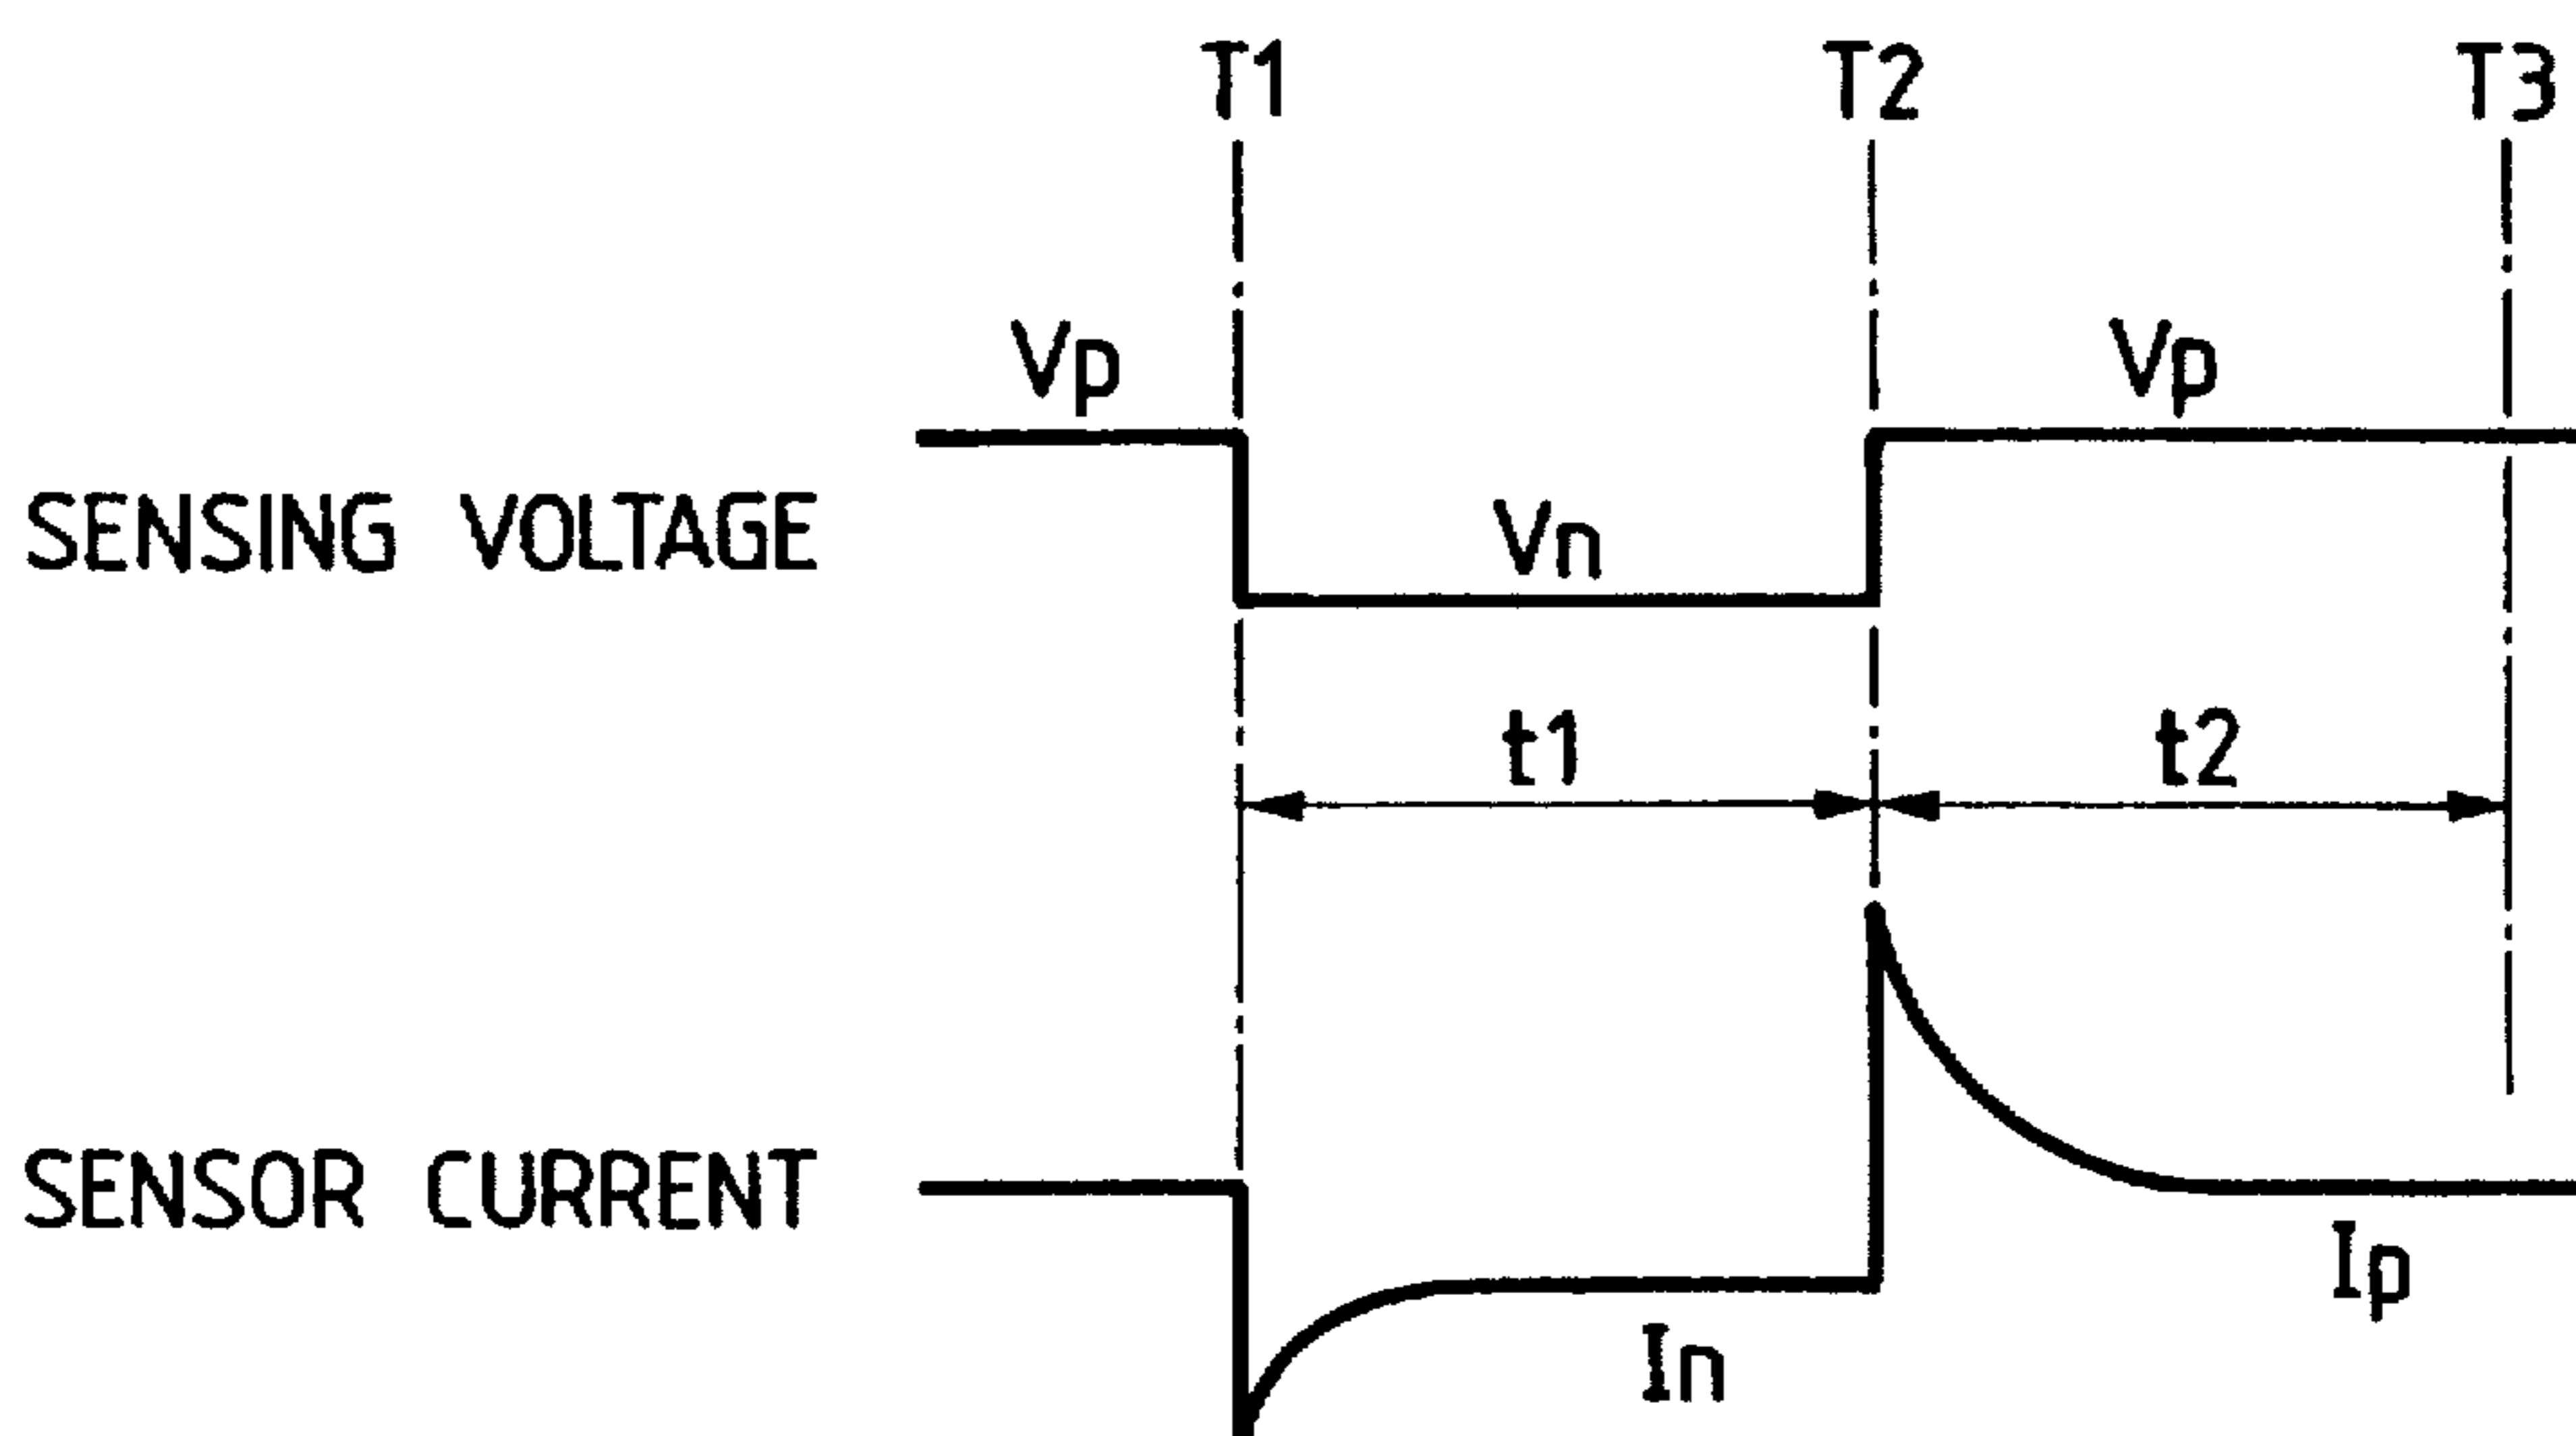 T1 T2 T3
Vp Vp
SENSING VOLTAGE Vn
t1 t2
SENSOR CURRENT
Ip
In